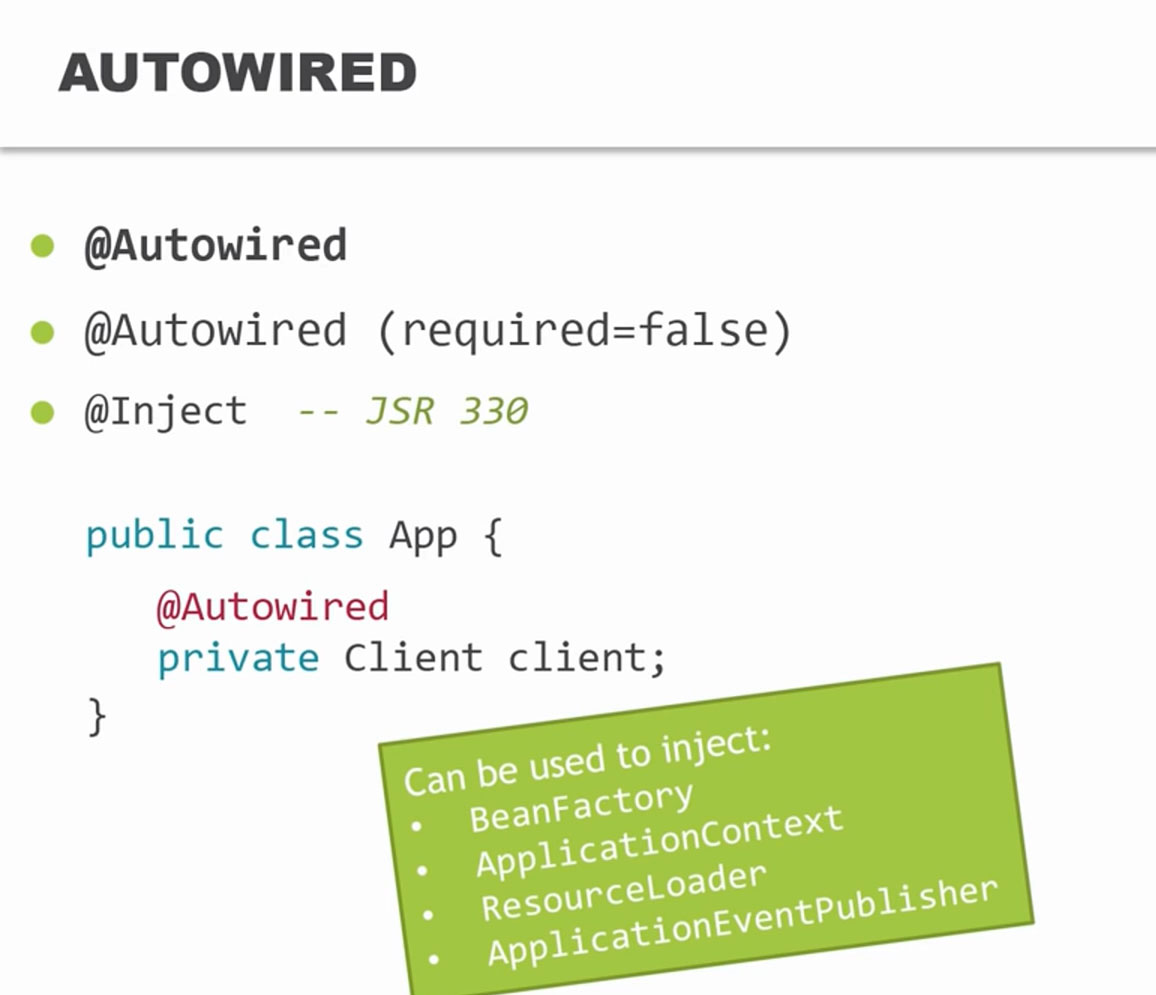 AUTOWIRED
@Autowired
@Autowired (required=false)
@Inject -- JSR 330
public class App {
@Autowired
private Client client;
}
Can be used to inject:
• BeanFactory
• ApplicationContext
• ResourceLoader
• ApplicationEventPublisher